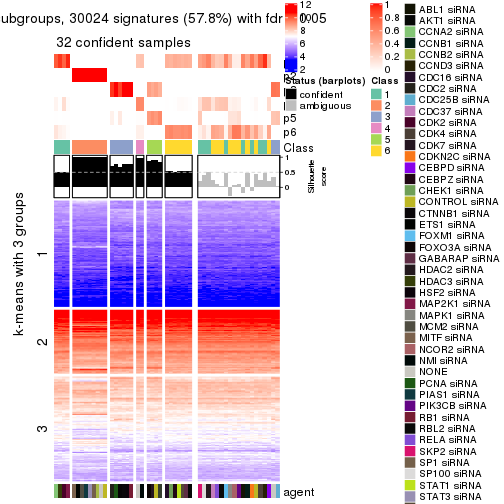 ubgroups, 30024 signatures (57.8%) with fdr 0.05
32 confident samples
12
10
8
6
4
2
1
0.8
0.6
0.4
0.2
0
Status (barplots)
confident
ambiguous
Class
1
2
3
4
5
6
p5
p6
Class
1
0.5
0
Silhouette
score
k-means with 3 groups
1
2
3
agent
ABL1 siRNA
AKT1 siRNA
CCNA2 siRNA
CCNB1 siRNA
CCNB2 siRNA
CCND3 siRNA
CDC16 siRNA
CDC2 siRNA
CDC25B siRNA
CDC37 siRNA
CDK2 siRNA
CDK4 siRNA
CDK7 siRNA
CDKN2C siRNA
CEBPD siRNA
CEBPZ siRNA
CHEK1 siRNA
CONTROL siRNA
CTNNB1 siRNA
ETS1 siRNA
FOXM1 siRNA
FOXO3A siRNA
GABARAP siRNA
HDAC2 siRNA
HDAC3 siRNA
HSF2 siRNA
MAP2K1 siRNA
MAPK1 siRNA
MCM2 siRNA
MITF siRNA
NCOR2 siRNA
NMI siRNA
NONE
PCNA siRNA
PIAS1 siRNA
PIK3CB siRNA
RB1 siRNA
RBL2 siRNA
RELA siRNA
SKP2 siRNA
SP1 siRNA
SP100 siRNA
STAT1 siRNA
STAT3 siRNA